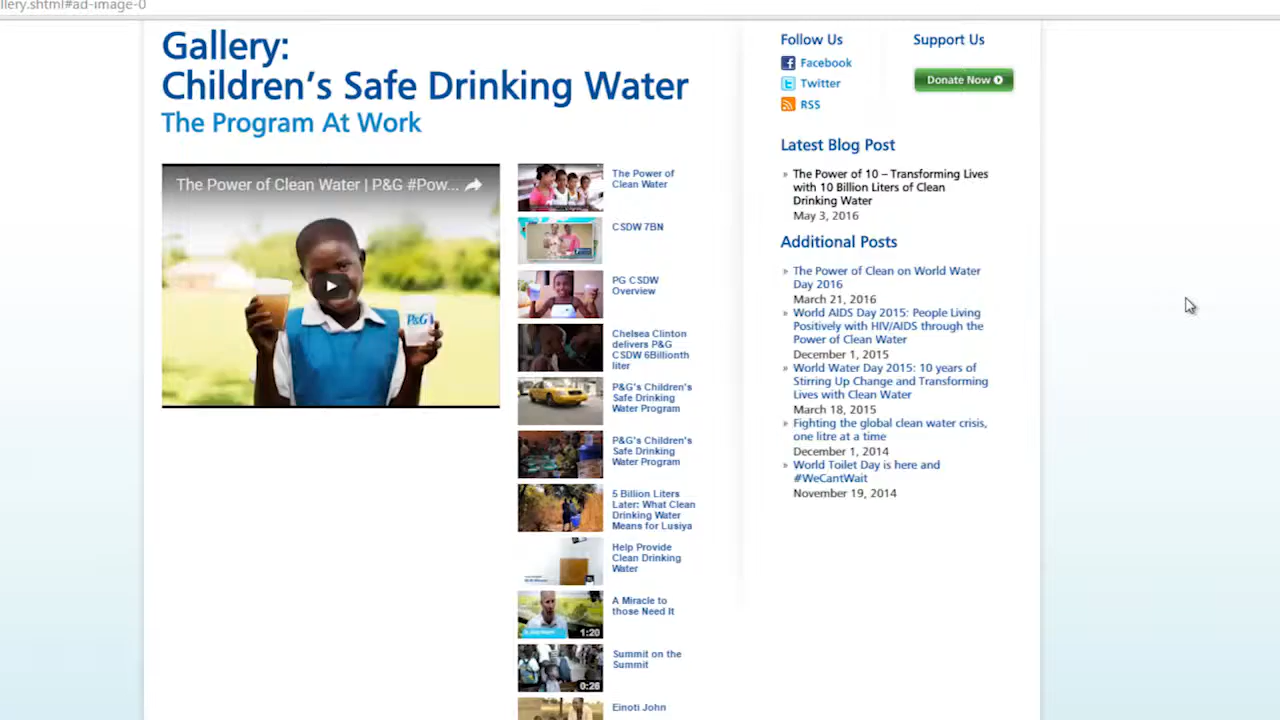 llery.shtml#ad-image-0
Gallery:
Children's Safe Drinking Water
The Program At Work
The Power of Clean Water | P&G #Pow...
P&G
The Power of
Clean Water
CSDW 7BN
PG CSDW
Overview
Chelsea Clinton
delivers P&G
CSDW 6Billionth
liter
P&G's Children's
Safe Drinking
Water Program
P&G's Children's
Safe Drinking
Water Program
5 Billion Liters
Later: What Clean
Drinking Water
Means for Lusiya
Help Provide
Clean Drinking
Water
A Miracle to
those Need It
1:20
Summit on the
Summit
0:26
Einoti John
Follow Us
Facebook
Twitter
RSS
Support Us
Donate Now
Latest Blog Post
» The Power of 10 – Transforming Lives
with 10 Billion Liters of Clean
Drinking Water
May 3, 2016
Additional Posts
» The Power of Clean on World Water
Day 2016
March 21, 2016
» World AIDS Day 2015: People Living
Positively with HIV/AIDS through the
Power of Clean Water
December 1, 2015
» World Water Day 2015: 10 years of
Stirring Up Change and Transforming
Lives with Clean Water
March 18, 2015
» Fighting the global clean water crisis,
one litre at a time
December 1, 2014
» World Toilet Day is here and
#WeCantWait
November 19, 2014